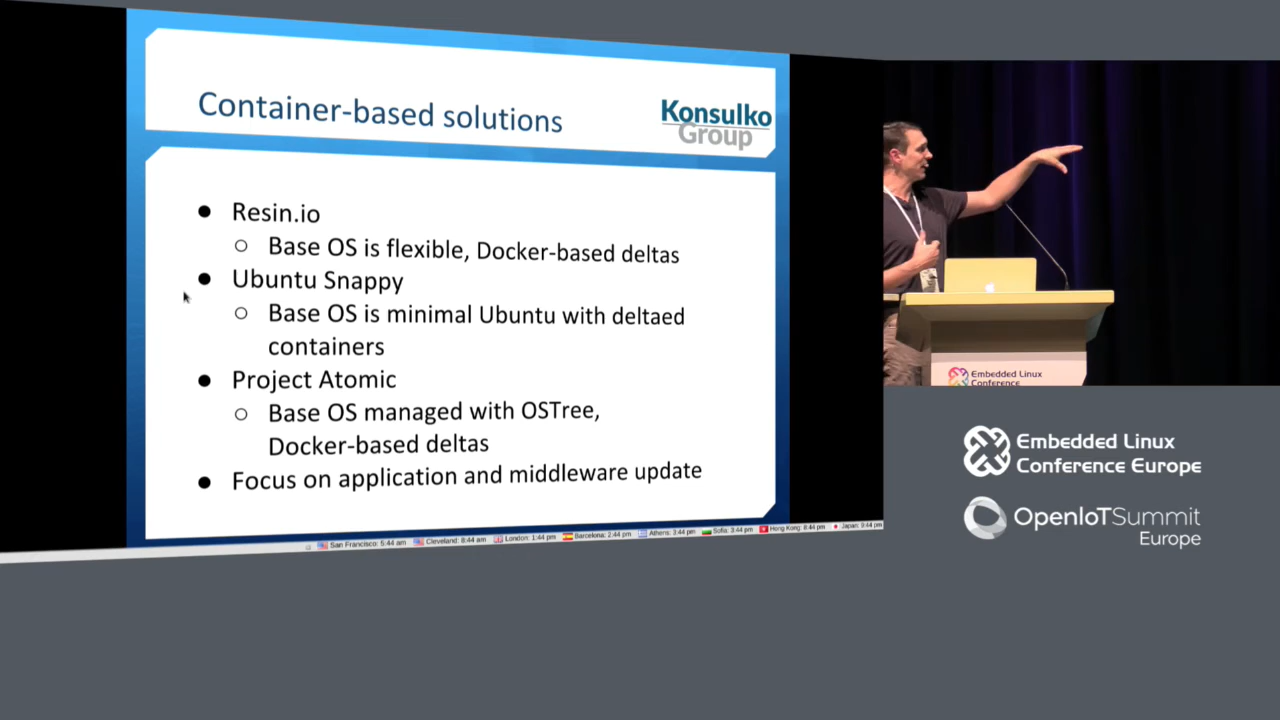 Container-based solutions
Konsulko
Group
● Resin.io
○ Base OS is flexible, Docker-based deltas
● Ubuntu Snappy
○ Base OS is minimal Ubuntu with deltaed
containers
● Project Atomic
○ Base OS managed with OSTree,
Docker-based deltas
● Focus on application and middleware update
San Francisco: 5:44 am Cleveland: 8:44 am London: 1:44 pm Barcelona: 2:44 pm Athens: 3:44 pm Sofia: 3:44 pm Hong Kong: 8:44 pm Japan: 9:44 pm
Embedded Linux
Conference
Embedded Linux
Conference Europe
OpenIoTSummit
Europe